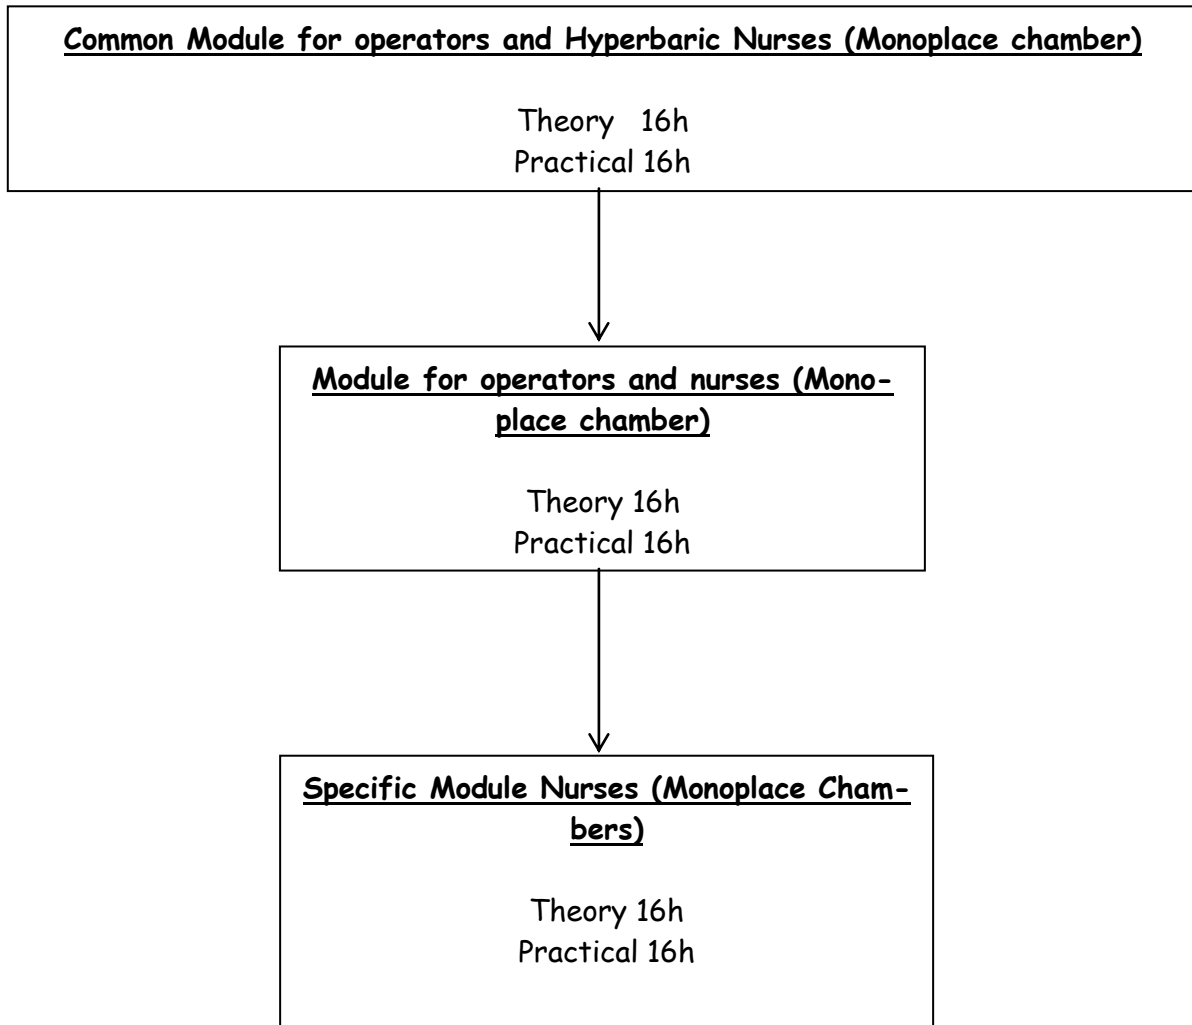 Common Module for operators and Hyperbaric Nurses (Monoplace chamber)
Theory 16h
Practical 16h
Module for operators and nurses (Mono-
place chamber)
Theory 16h
Practical 16h
Specific Module Nurses (Monoplace Cham-
bers)
Theory 16h
Practical 16h